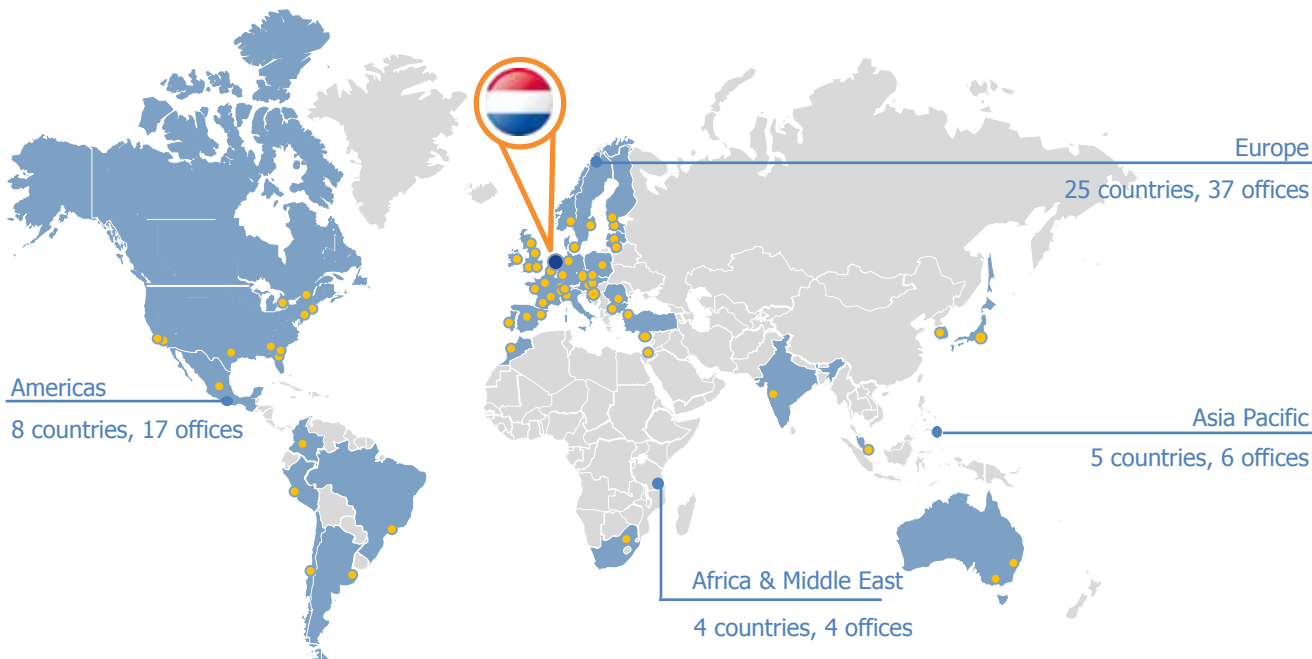 Europe
25 countries, 37 offices
Americas
8 countries, 17 offices
Asia Pacific
5 countries, 6 offices
Africa & Middle East
4 countries, 4 offices